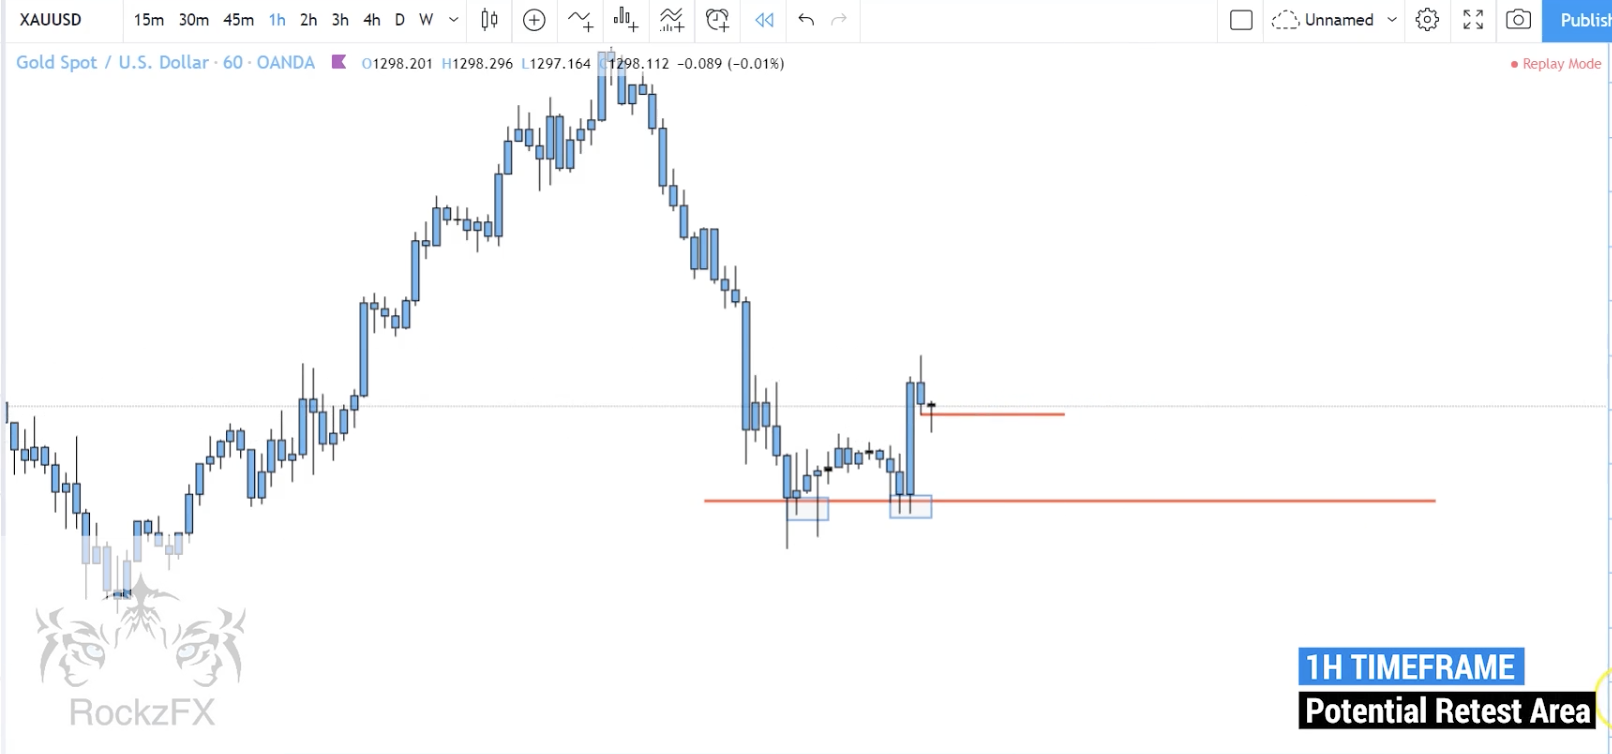 XAUUSD 15m 30m 45m 1h 2h 3h 4h D W Unnamed Publish
Gold Spot / U.S. Dollar · 60 · OANDA O1298.201 H1298.296 L1297.164 C1298.112 −0.089 (−0.01%) Replay Mode
RockzFX
1H TIMEFRAME
Potential Retest Area